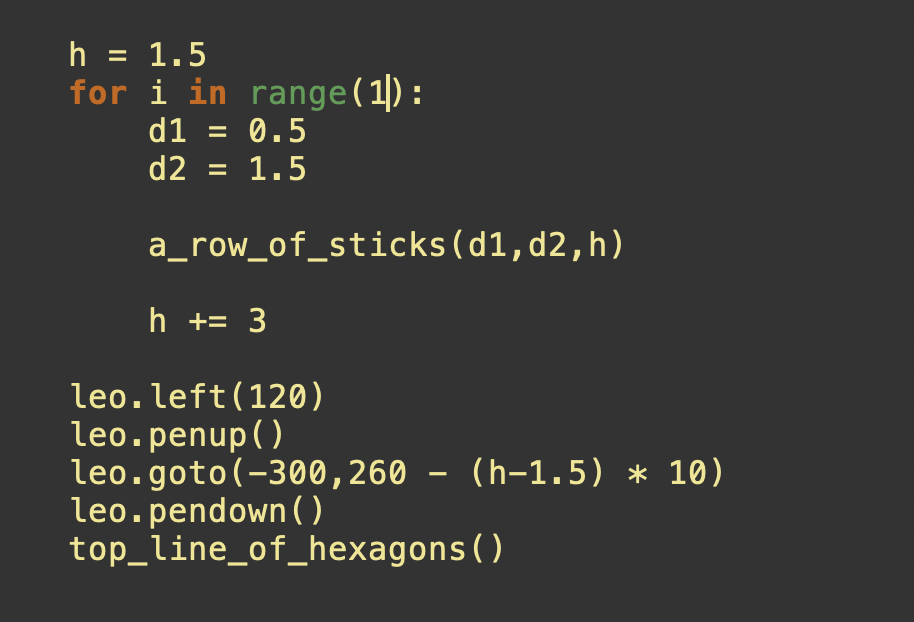 h = 1.5
for i in range(1):
    d1 = 0.5
    d2 = 1.5
    a_row_of_sticks(d1,d2,h)
    h += 3
leo.left(120)
leo.penup()
leo.goto(-300,260 - (h-1.5) * 10)
leo.pendown()
top_line_of_hexagons()